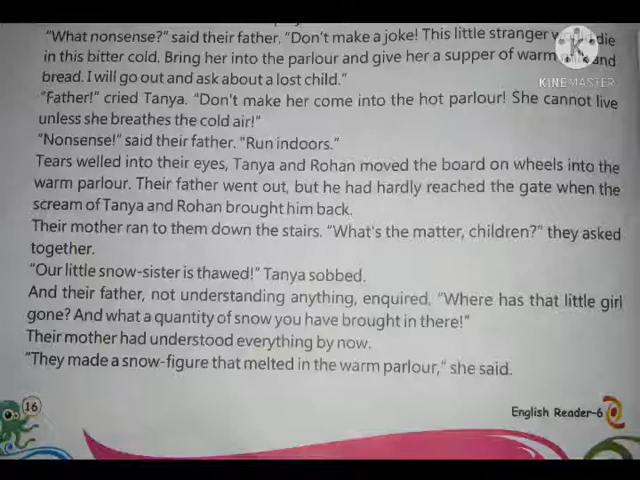 "What nonsense?" said their father. "Don't make a joke! This little stranger die
in this bitter cold. Bring her into the parlour and give her a supper of warm and
bread. I will go out and ask about a lost child."
"Father!" cried Tanya. "Don't make her come into the hot parlour! She cannot live
unless she breathes the cold air!"
"Nonsense!" said their father. "Run indoors."
Tears welled into their eyes, Tanya and Rohan moved the board on wheels into the
warm parlour. Their father went out, but he had hardly reached the gate when the
scream of Tanya and Rohan brought him back.
Their mother ran to them down the stairs. "What's the matter, children?" they asked
together.
"Our little snow-sister is thawed!" Tanya sobbed.
And their father, not understanding anything, enquired, "Where has that little girl
gone? And what a quantity of snow you have brought in there!"
Their mother had understood everything by now.
"They made a snow-figure that melted in the warm parlour," she said.
16
English Reader-6
K
KINEMASTER